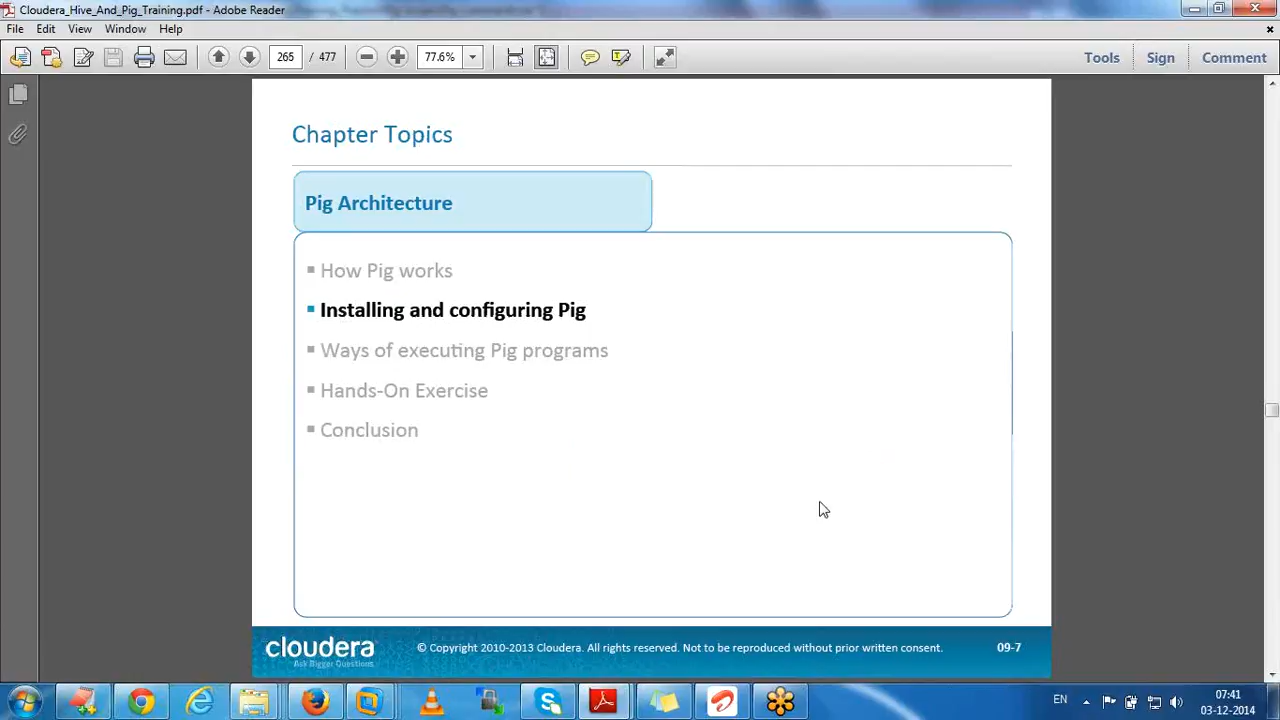 Cloudera_Hive_And_Pig_Training.pdf - Adobe Reader
File Edit View Window Help
265 / 477 77.6% Tools Sign Comment
Chapter Topics
Pig Architecture
How Pig works
Installing and configuring Pig
Ways of executing Pig programs
Hands-On Exercise
Conclusion
cloudera
Ask Bigger Questions
© Copyright 2010-2013 Cloudera. All rights reserved. Not to be reproduced without prior written consent. 09-7
EN 07:41
03-12-2014